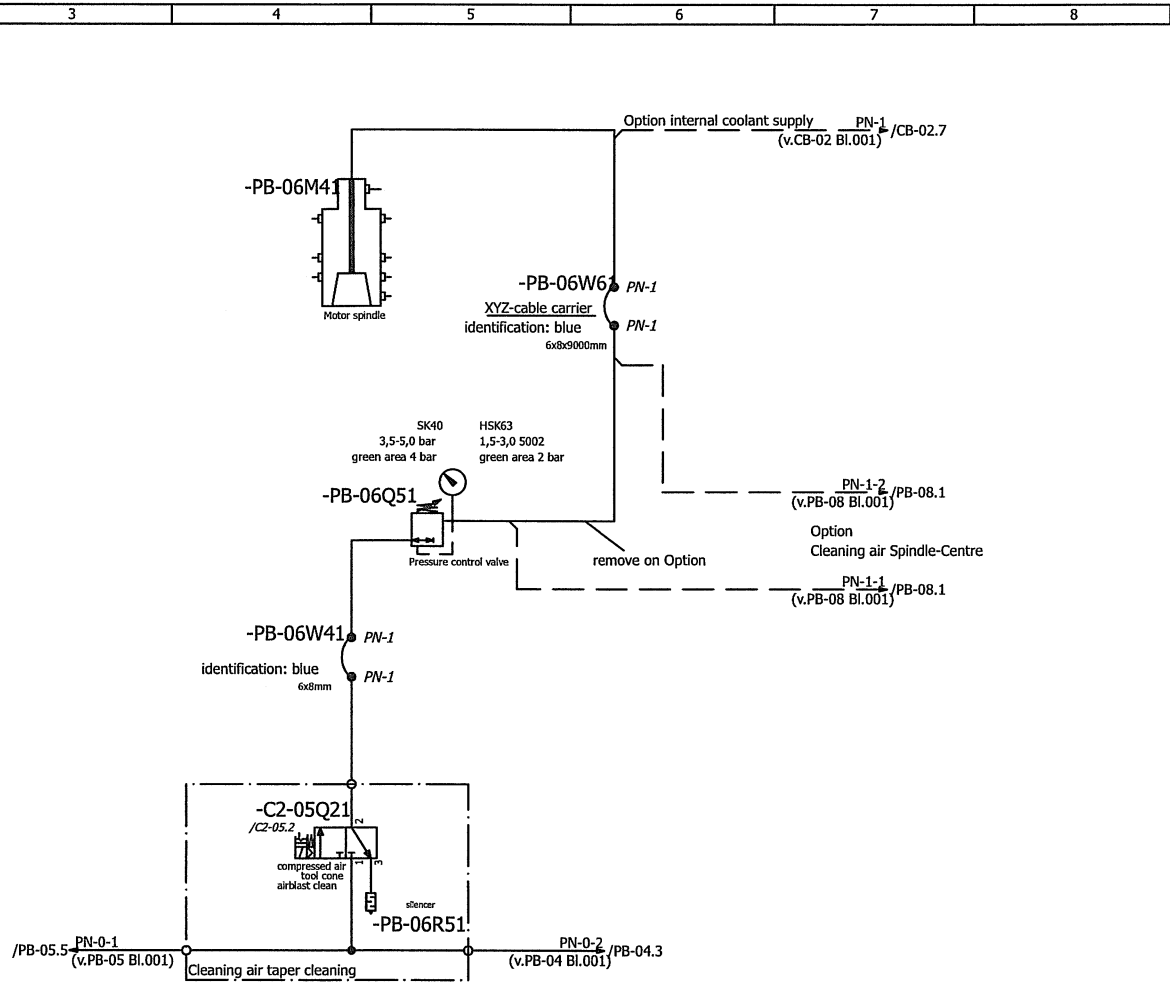 3 4 5 6 7 8
Option internal coolant supply
PN-1
(v.CB-02 Bl.001)
/CB-02.7
-PB-06M41
Motor spindle
-PB-06W61
PN-1
XYZ-cable carrier
identification: blue
PN-1
6x8x9000mm
SK40
3,5-5,0 bar
green area 4 bar
HSK63
1,5-3,0 5002
green area 2 bar
-PB-06Q51
Pressure control valve
PN-1-2
(v.PB-08 Bl.001)
/PB-08.1
Option
Cleaning air Spindle-Centre
remove on Option
PN-1-1
(v.PB-08 Bl.001)
/PB-08.1
-PB-06W41
PN-1
identification: blue
PN-1
6x8mm
-C2-05Q21
2
/C2-05.2
1
3
compressed air
tool cone
airblast clean
silencer
-PB-06R51
/PB-05.5
PN-0-1
(v.PB-05 Bl.001)
PN-0-2
(v.PB-04 Bl.001)
/PB-04.3
Cleaning air taper cleaning